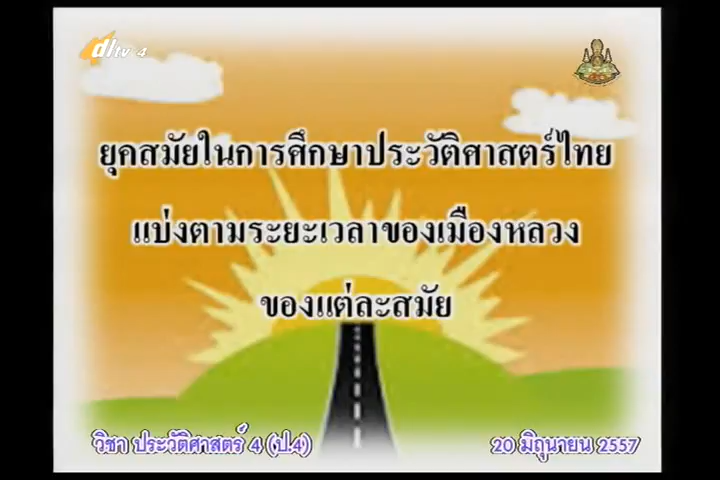 dltv 4
ยุคสมัยในการศึกษาประวัติศาสตร์ไทย
แบ่งตามระยะเวลาของเมืองหลวง
ของแต่ละสมัย
วิชา ประวัติศาสตร์ 4 (ป.4)
20 มิถุนายน 2557